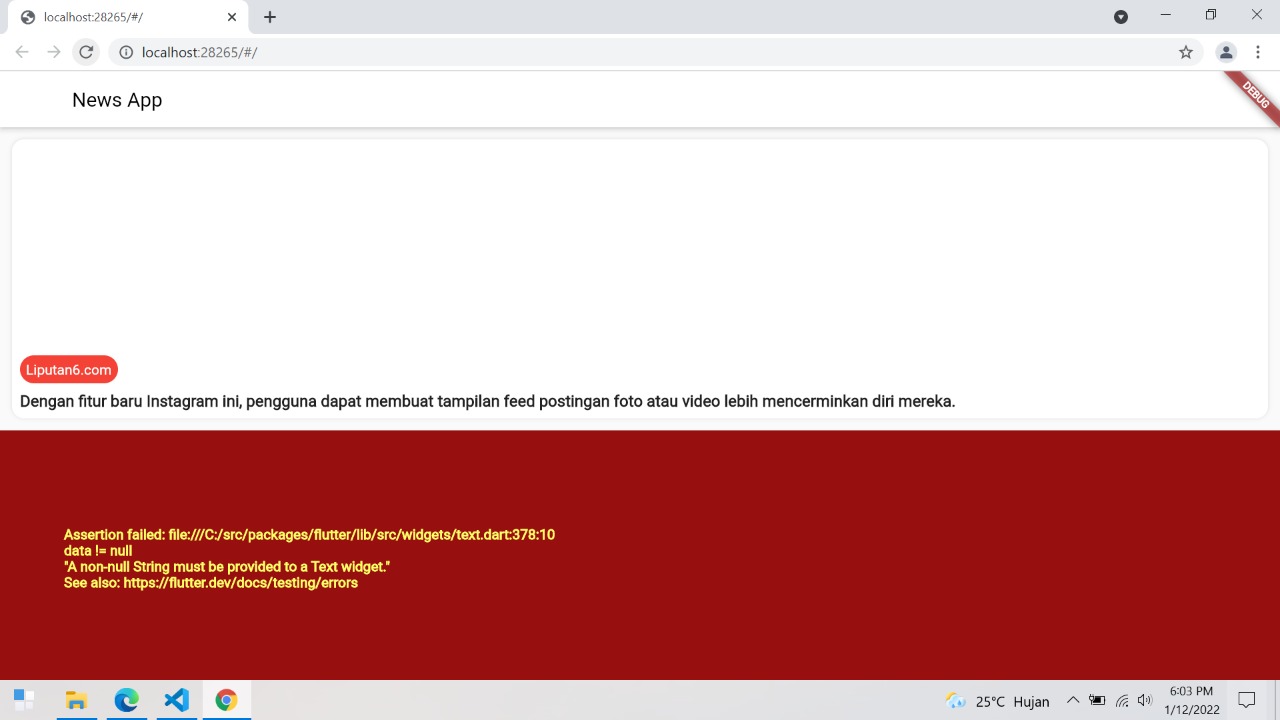 localhost:28265/#/
localhost:28265/#/
News App
DEBUG
Liputan6.com
Dengan fitur baru Instagram ini, pengguna dapat membuat tampilan feed postingan foto atau video lebih mencerminkan diri mereka.
Assertion failed: file:///C:/src/packages/flutter/lib/src/widgets/text.dart:378:10
data != null
"A non-null String must be provided to a Text widget."
See also: https://flutter.dev/docs/testing/errors
25°C Hujan
6:03 PM
1/12/2022